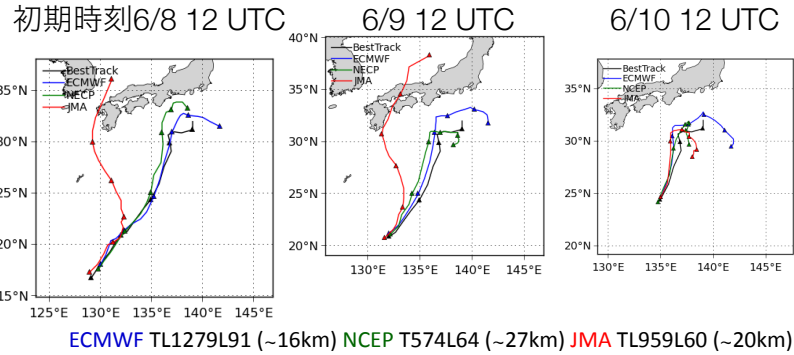 初期時刻6/8 12 UTC
6/9 12 UTC
6/10 12 UTC
BestTrack
ECMWF
NECP
JMA
35°N
30°N
25°N
20°N
15°N
125°E 130°E 135°E 140°E 145°E
40°N
BestTrack
ECMWF
NECP
JMA
35°N
30°N
25°N
20°N
130°E 135°E 140°E 145°E
BestTrack
ECMWF
NCEP
JMA
35°N
30°N
25°N
20°N
130°E 135°E 140°E 145°E
ECMWF TL1279L91 (~16km) NCEP T574L64 (~27km) JMA TL959L60 (~20km)